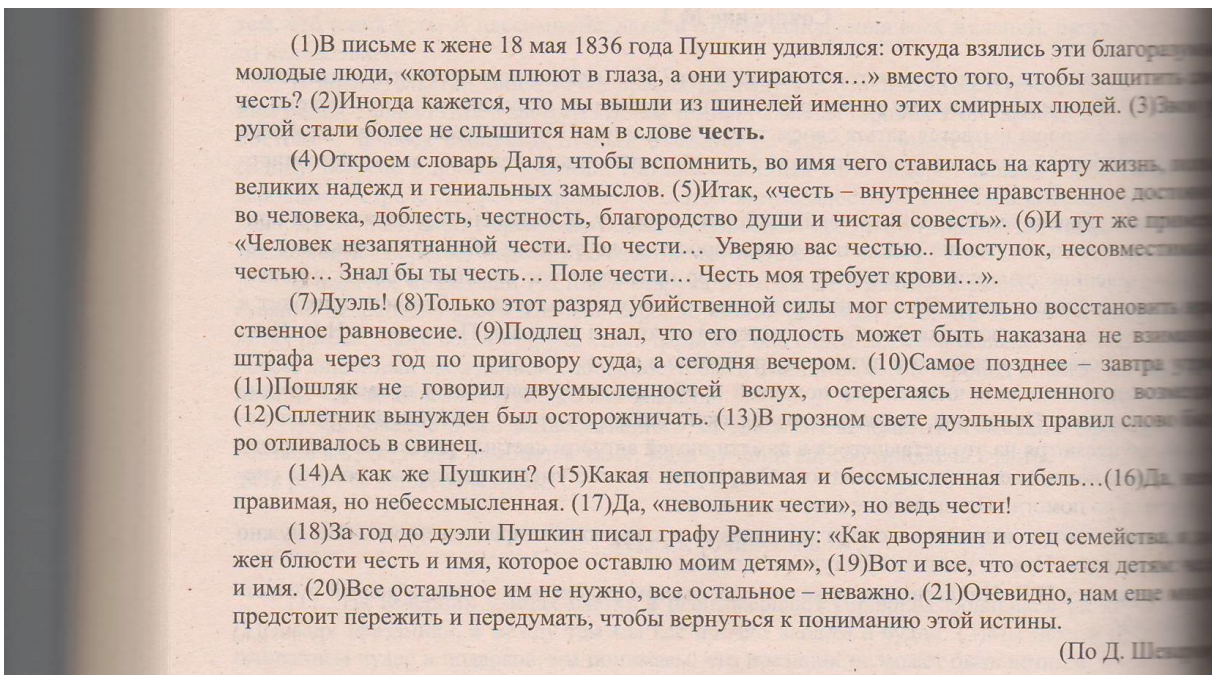 (1)В письме к жене 18 мая 1836 года Пушкин удивлялся: откуда взялись эти
молодые люди, «которым плюют в глаза, а они утираются…» вместо того, чтобы защитить
честь? (2)Иногда кажется, что мы вышли из шинелей именно этих смирных людей.
ругой стали более не слышится нам в слове честь.
(4)Откроем словарь Даля, чтобы вспомнить, во имя чего ставилась на карту жизнь,
великих надежд и гениальных замыслов. (5)Итак, «честь – внутреннее нравственное
во человека, доблесть, честность, благородство души и чистая совесть». (6)И тут же
«Человек незапятнанной чести. По чести… Уверяю вас честью.. Поступок,
честью… Знал бы ты честь… Поле чести… Честь моя требует крови…».
(7)Дуэль! (8)Только этот разряд убийственной силы мог стремительно восстановить
ственное равновесие. (9)Подлец знал, что его подлость может быть наказана не
штрафа через год по приговору суда, а сегодня вечером. (10)Самое позднее – завтра
(11)Пошляк не говорил двусмысленностей вслух, остерегаясь немедленного
(12)Сплетник вынужден был осторожничать. (13)В грозном свете дуэльных правил слово
ро отливалось в свинец.
(14)А как же Пушкин? (15)Какая непоправимая и бессмысленная гибель…(16)Да,
правимая, но небессмысленная. (17)Да, «невольник чести», но ведь чести!
(18)За год до дуэли Пушкин писал графу Репнину: «Как дворянин и отец семейства,
жен блюсти честь и имя, которое оставлю моим детям», (19)Вот и все, что остается детям:
и имя. (20)Все остальное им не нужно, все остальное – неважно. (21)Очевидно, нам еще
предстоит пережить и передумать, чтобы вернуться к пониманию этой истины.
(По Д.